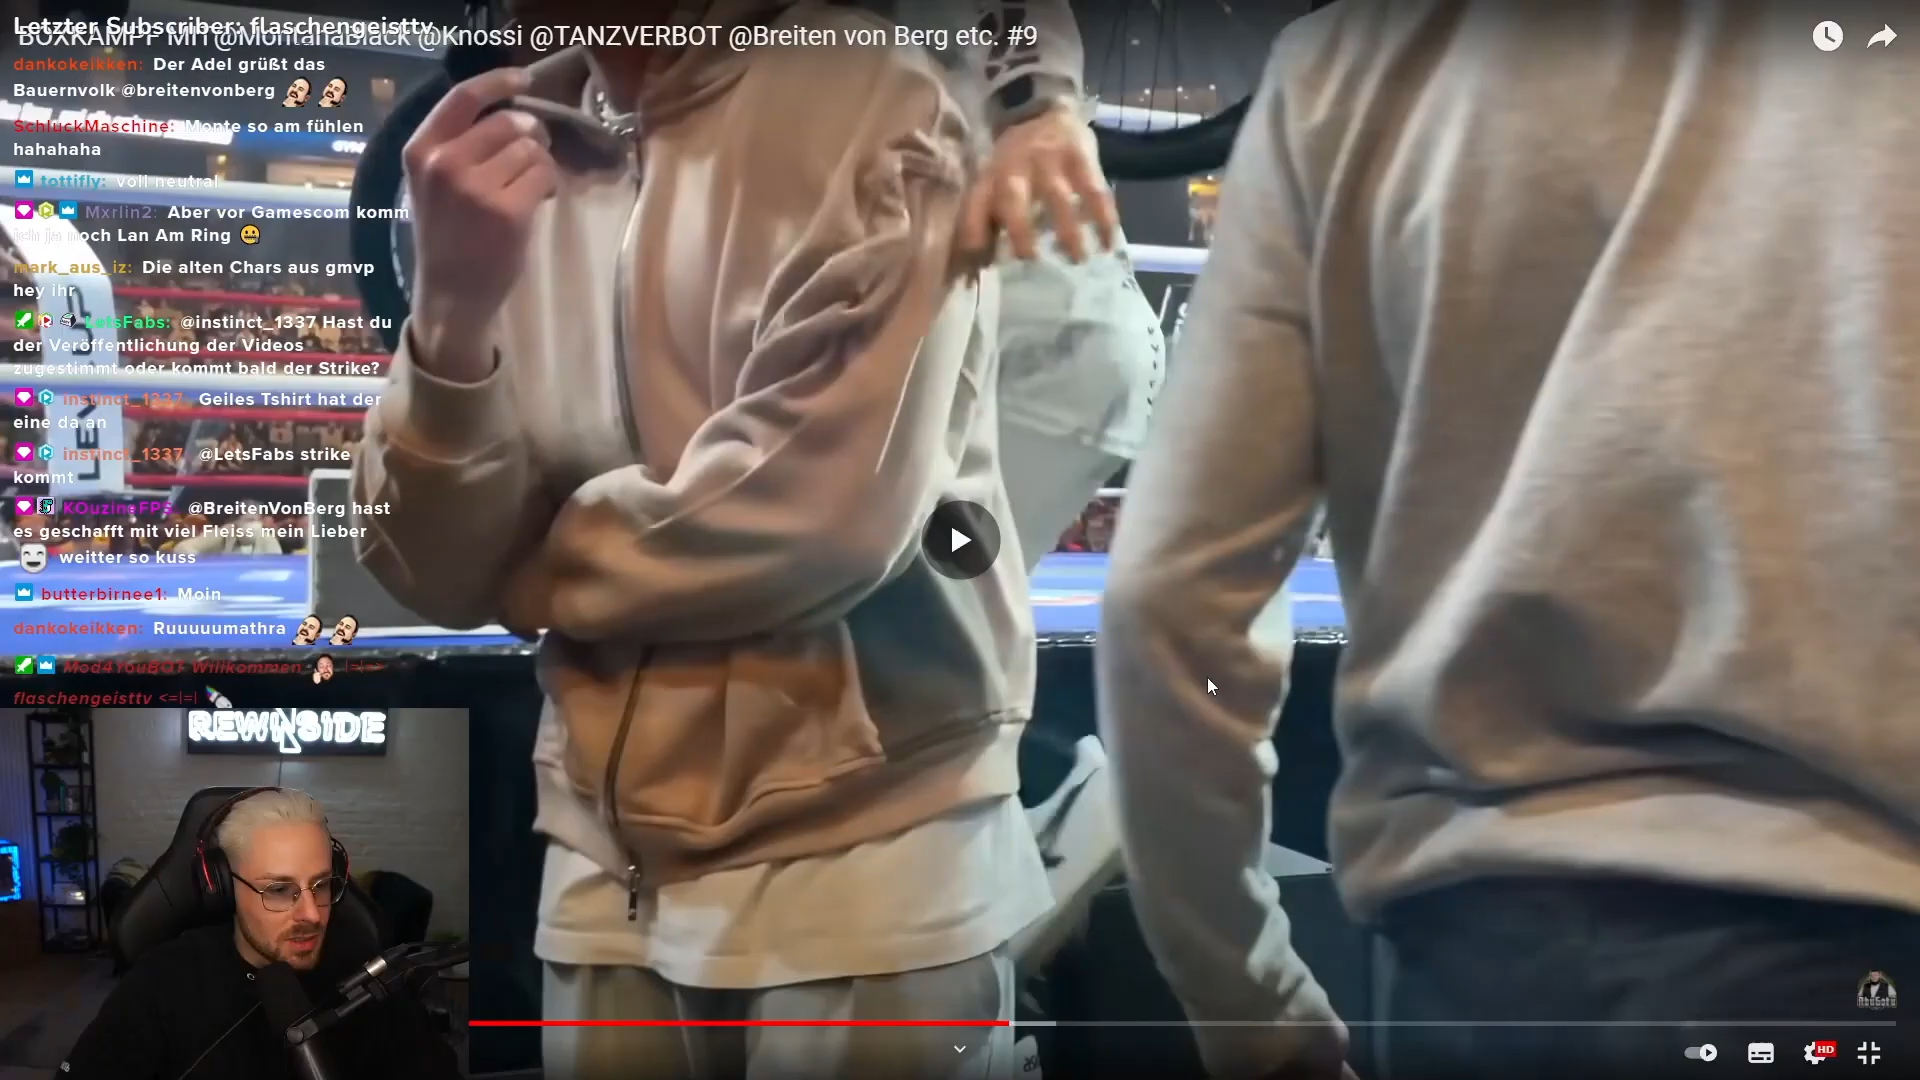 Letzter Subscriber: flaschengeisttv
BOXKAMPF MIT @MontanaBlack @Knossi @TANZVERBOT @Breiten von Berg etc. #9
dankokeikken: Der Adel grüßt das
Bauernvolk @breitenvonberg
SchluckMaschine: Monte so am fühlen
hahahaha
tottifly: voll neutral
Mxrlin2: Aber vor Gamescom komm
ich ja noch Lan Am Ring
mark_aus_iz: Die alten Chars aus gmvp
hey ihr
LetsFabs: @instinct_1337 Hast du
der Veröffentlichung der Videos
zugestimmt oder kommt bald der Strike?
instinct_1337: Geiles Tshirt hat der
eine da an
instinct_1337: @LetsFabs strike
kommt
KOuzineFPS: @BreitenVonBerg hast
es geschafft mit viel Fleiss mein Lieber
weitter so kuss
butterbirnee1: Moin
dankokeikken: Ruuuuumathra
Mod4YouBOT Willkommen |=|=>
flaschengeisttv <=|=|
REWINSIDE
HD